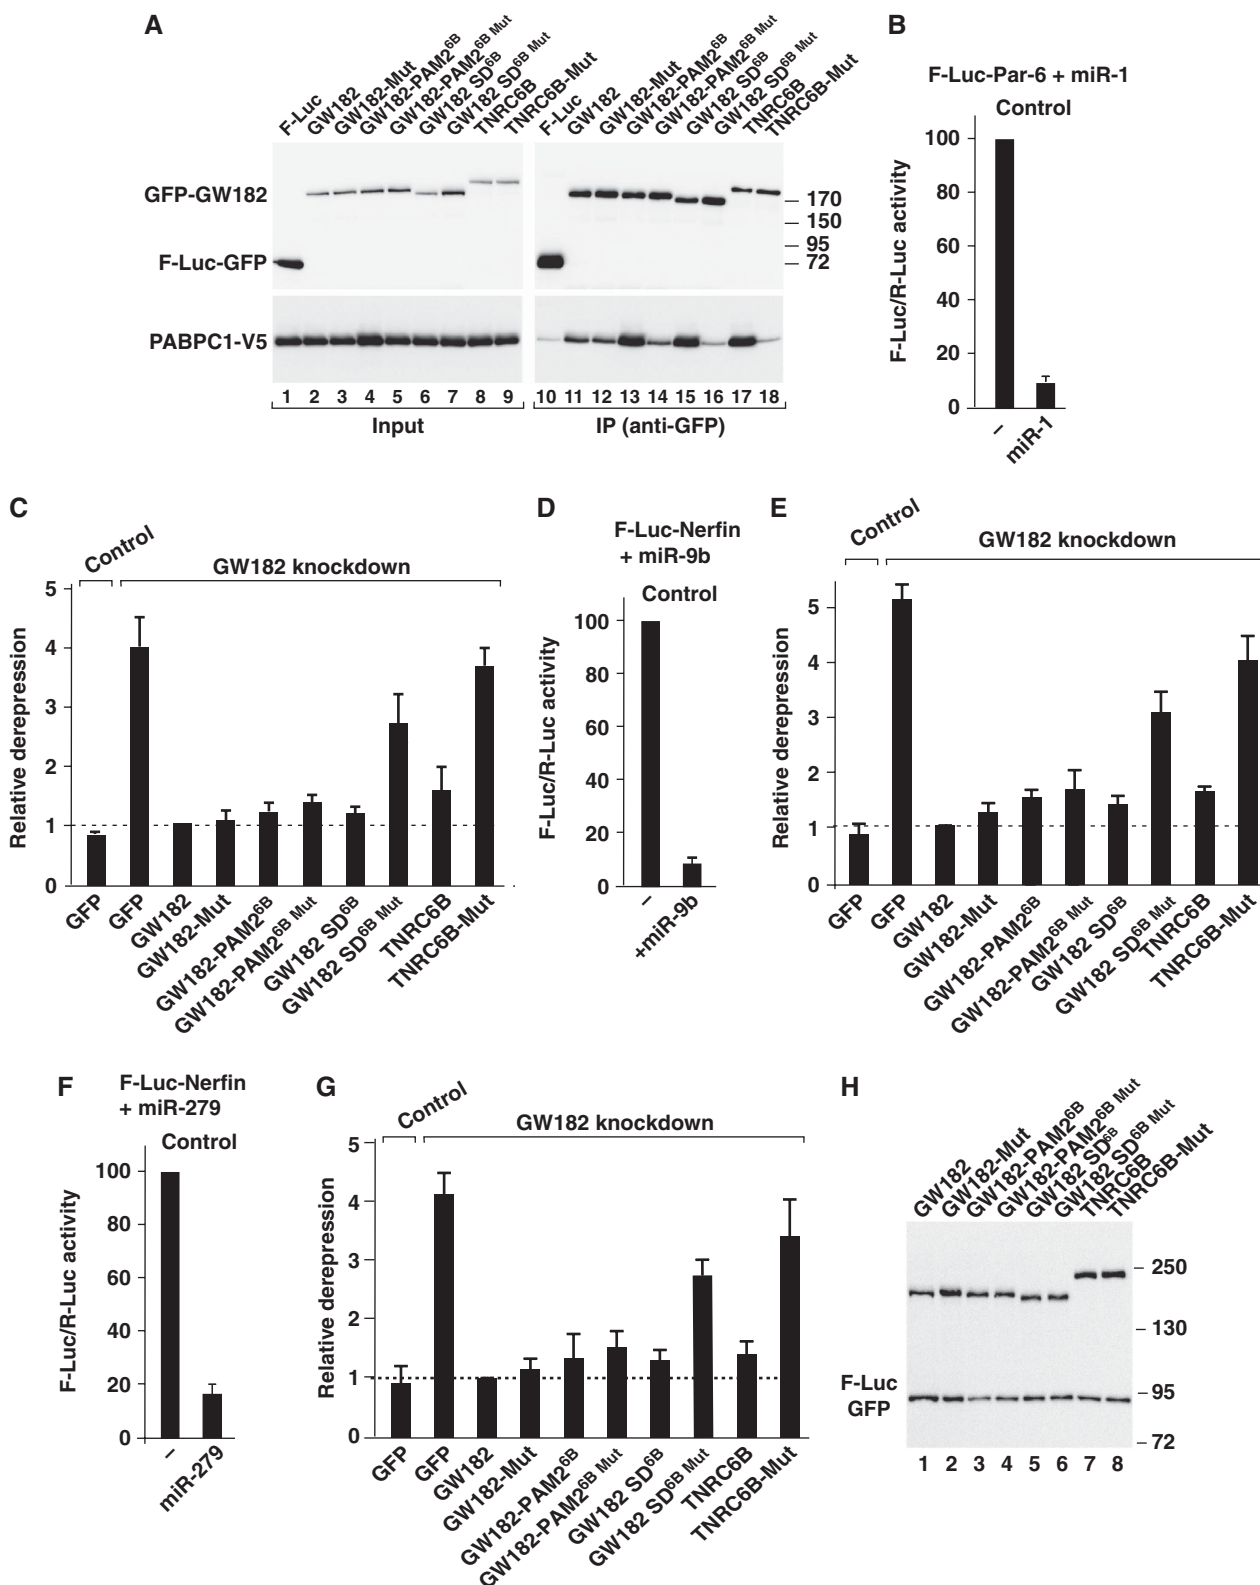 A
F-Luc
GW182
GW182-Mut
GW182-PAM2^6B
GW182-PAM2^6B Mut
GW182 SD^6B
GW182 SD^6B Mut
TNRC6B
TNRC6B-Mut
F-Luc
GW182
GW182-Mut
GW182-PAM2^6B
GW182-PAM2^6B Mut
GW182 SD^6B
GW182 SD^6B Mut
TNRC6B
TNRC6B-Mut
GFP-GW182
F-Luc-GFP
170
150
95
72
PABPC1-V5
1 2 3 4 5 6 7 8 9 10 11 12 13 14 15 16 17 18
Input
IP (anti-GFP)
B
F-Luc-Par-6 + miR-1
Control
F-Luc/R-Luc activity
100
80
60
40
20
0
–
miR-1
C
Control
GW182 knockdown
Relative derepression
5
4
3
2
1
0
GFP
GFP
GW182
GW182-Mut
GW182-PAM2^6B
GW182-PAM2^6B Mut
GW182 SD^6B
GW182 SD^6B Mut
TNRC6B
TNRC6B-Mut
D
F-Luc-Nerfin
+ miR-9b
Control
F-Luc/R-Luc activity
100
80
60
40
20
0
–
+miR-9b
E
Control
GW182 knockdown
Relative derepression
5
4
3
2
1
0
GFP
GFP
GW182
GW182-Mut
GW182-PAM2^6B
GW182-PAM2^6B Mut
GW182 SD^6B
GW182 SD^6B Mut
TNRC6B
TNRC6B-Mut
F
F-Luc-Nerfin
+ miR-279
Control
F-Luc/R-Luc activity
100
80
60
40
20
0
–
miR-279
G
Control
GW182 knockdown
Relative derepression
5
4
3
2
1
0
GFP
GFP
GW182
GW182-Mut
GW182-PAM2^6B
GW182-PAM2^6B Mut
GW182 SD^6B
GW182 SD^6B Mut
TNRC6B
TNRC6B-Mut
H
GW182
GW182-Mut
GW182-PAM2^6B
GW182-PAM2^6B Mut
GW182 SD^6B
GW182 SD^6B Mut
TNRC6B
TNRC6B-Mut
250
130
95
72
F-Luc
GFP
1 2 3 4 5 6 7 8